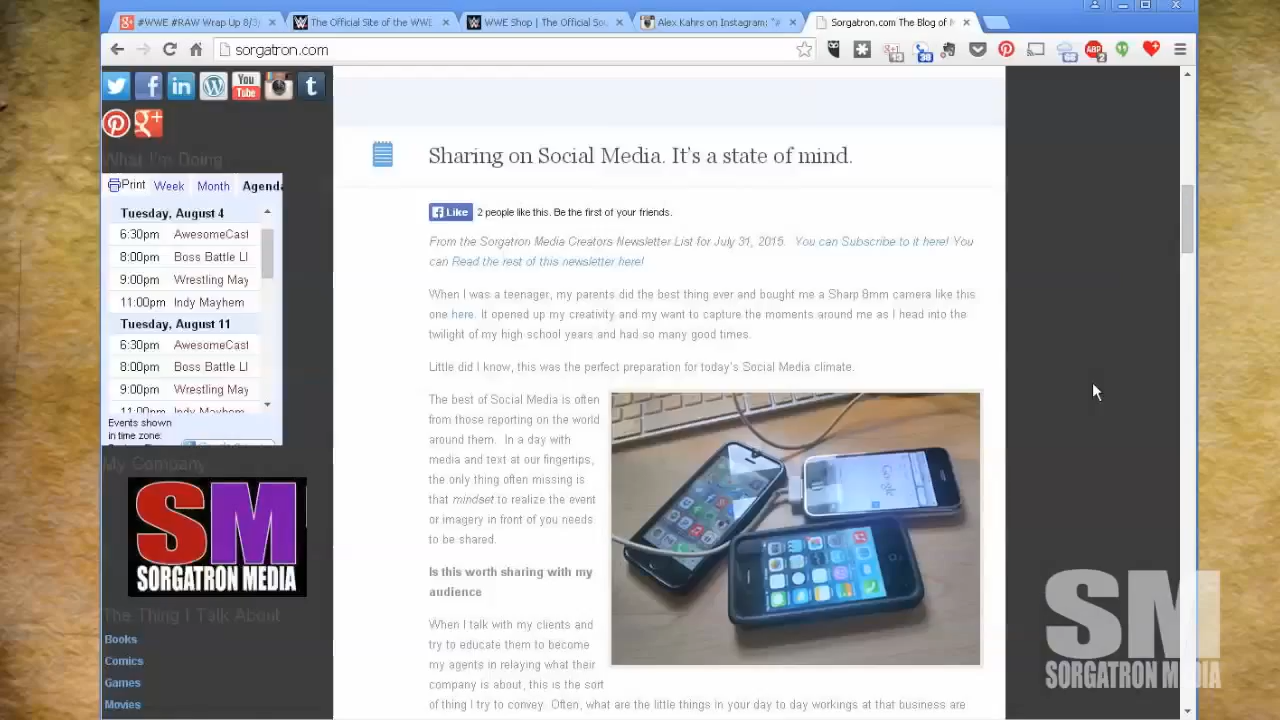 #WWE #RAW Wrap Up 8/3/
The Official Site of the WWE
WWE Shop | The Official Sou
Alex Kahrs on Instagram: "#
Sorgatron.com The Blog of M
sorgatron.com
You
Tube
What I'm Doing
Print Week Month Agenda
Tuesday, August 4
6:30pm AwesomeCast
8:00pm Boss Battle LI
9:00pm Wrestling May
11:00pm Indy Mayhem
Tuesday, August 11
6:30pm AwesomeCast
8:00pm Boss Battle LI
9:00pm Wrestling May
11:00pm Indy Mayhem
Events shown
in time zone:
My Company
SM
SORGATRON MEDIA
The Thing I Talk About
Books
Comics
Games
Movies
Sharing on Social Media. It's a state of mind.
Like 2 people like this. Be the first of your friends.
From the Sorgatron Media Creators Newsletter List for July 31, 2015. You can Subscribe to it here! You
can Read the rest of this newsletter here!
When I was a teenager, my parents did the best thing ever and bought me a Sharp 8mm camera like this
one here. It opened up my creativity and my want to capture the moments around me as I head into the
twilight of my high school years and had so many good times.
Little did I know, this was the perfect preparation for today's Social Media climate.
The best of Social Media is often
from those reporting on the world
around them. In a day with
media and text at our fingertips,
the only thing often missing is
that mindset to realize the event
or imagery in front of you needs
to be shared.
Is this worth sharing with my
audience
When I talk with my clients and
try to educate them to become
my agents in relaying what their
company is about, this is the sort
of thing I try to convey. Often, what are the little things in your day to day workings at that business are
Google
SM
SORGATRON MEDIA